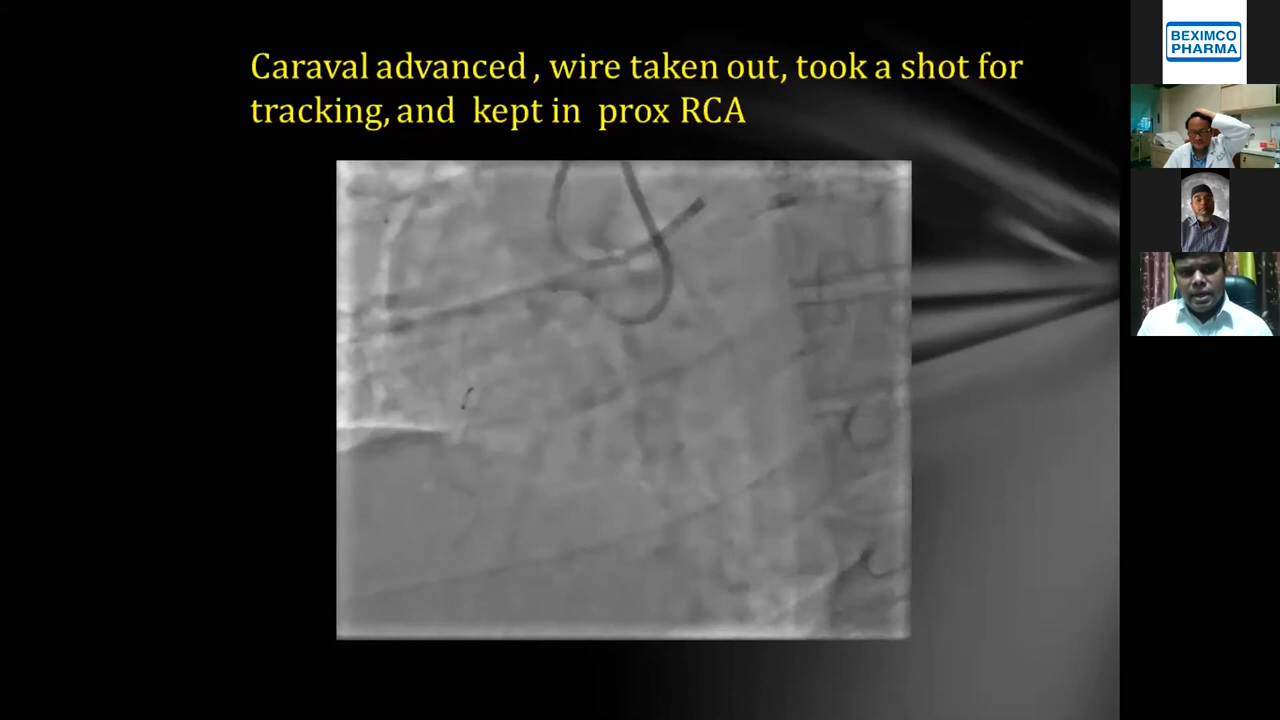 Caraval advanced , wire taken out, took a shot for
tracking, and kept in prox RCA
BEXIMCO
PHARMA